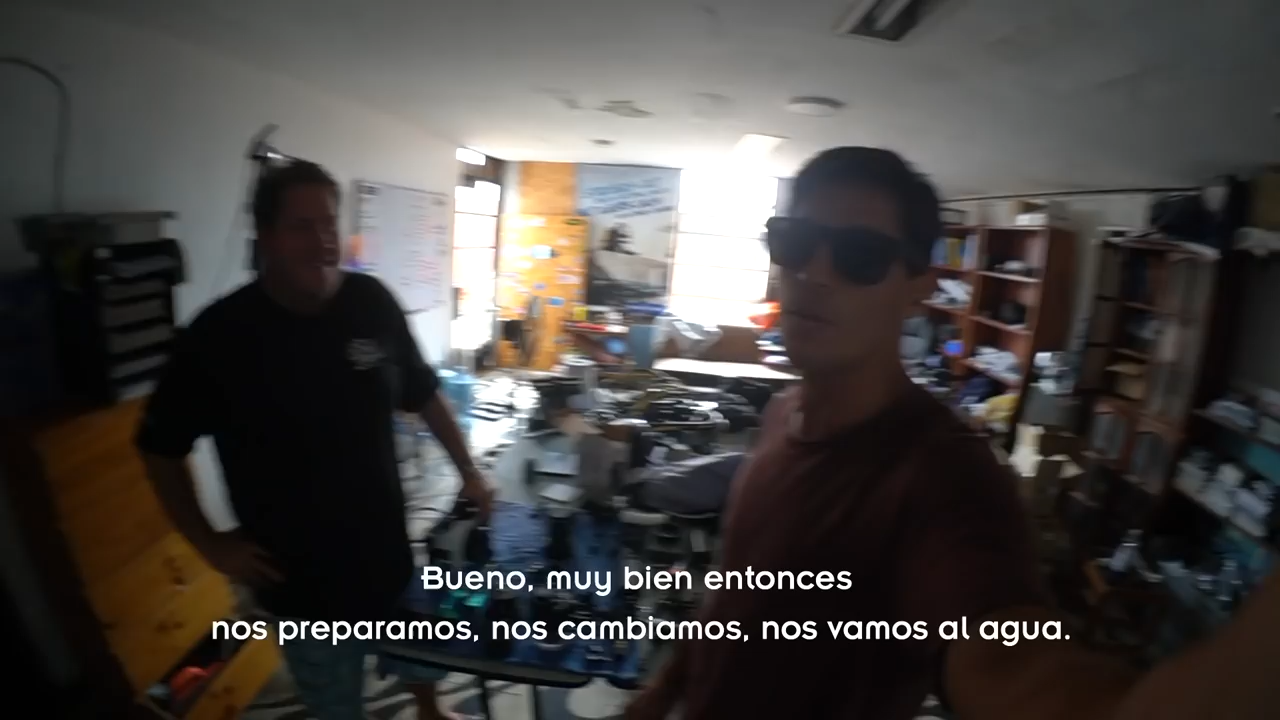 Bueno, muy bien entonces
nos preparamos, nos cambiamos, nos vamos al agua.